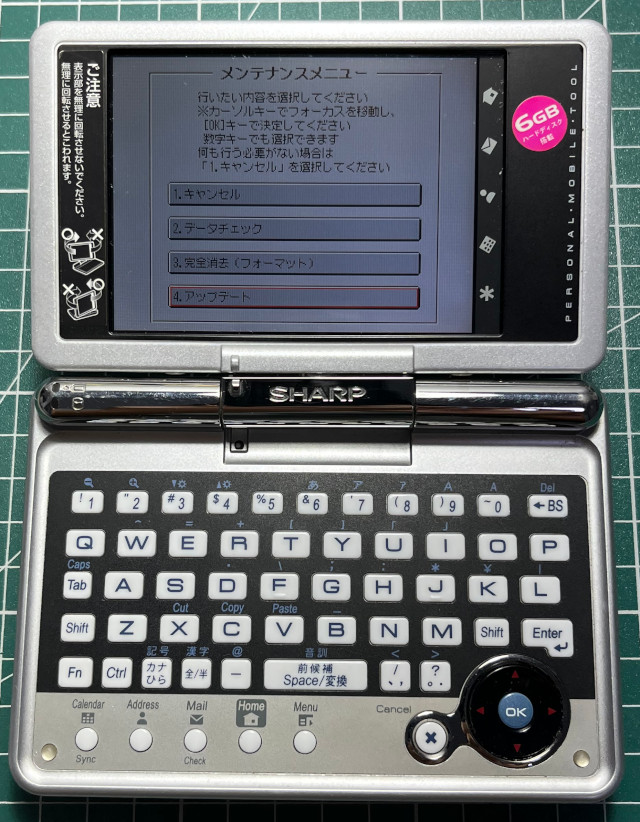 ご注意
表示部を無理に回転させないでください。
無理に回転させるとこわれます。
メンテナンスメニュー
行いたい内容を選択してください
※カーソルキーでフォーカスを移動し、
[OK]キーで決定してください
数字キーでも選択できます
何も行う必要がない場合は
「1.キャンセル」を選択してください
1.キャンセル
2.データチェック
3.完全消去(フォーマット)
4.アップデート
6GB
ハードディスク
搭載
PERSONAL・MOBILE・TOOL
SHARP
あ ア ァ A A Del
! 1 " 2 # 3 $ 4 % 5 & 6 ' 7 ( 8 ) 9 ~ 0 ←BS
^ = + [ ] 「 」
Q W E R T Y U I O P
Caps - \ ; : * ¥ |
Tab A S D F G H J K L
Cut Copy Paste _
Shift Z X C V B N M Shift Enter
記号 漢字 @ 音訓 < >
Fn Ctrl カナ ひら 全/半 ー 前候補 Space/変換 / 、, ? 。.
Calendar Address Mail Home Menu Cancel
OK
Sync Check